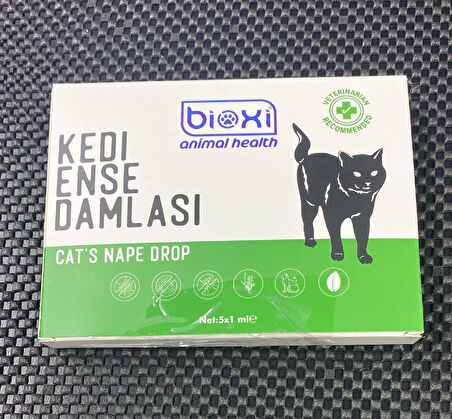 bioxi
animal health
VETERINARIAN
RECOMMENDED
KEDI
ENSE
DAMLASI
CAT'S NAPE DROP
Net:5x1 ml℮